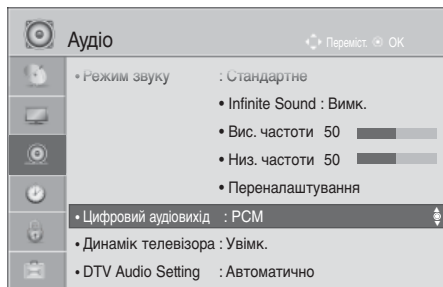 Аудіо
Переміст. OK
• Режим звуку : Стандартне
• Infinite Sound : Вимк.
• Вис. частоти 50
• Низ. частоти 50
• Переналаштування
• Цифровий аудіовихід : PCM
• Динамік телевізора : Увімк.
• DTV Audio Setting : Автоматично